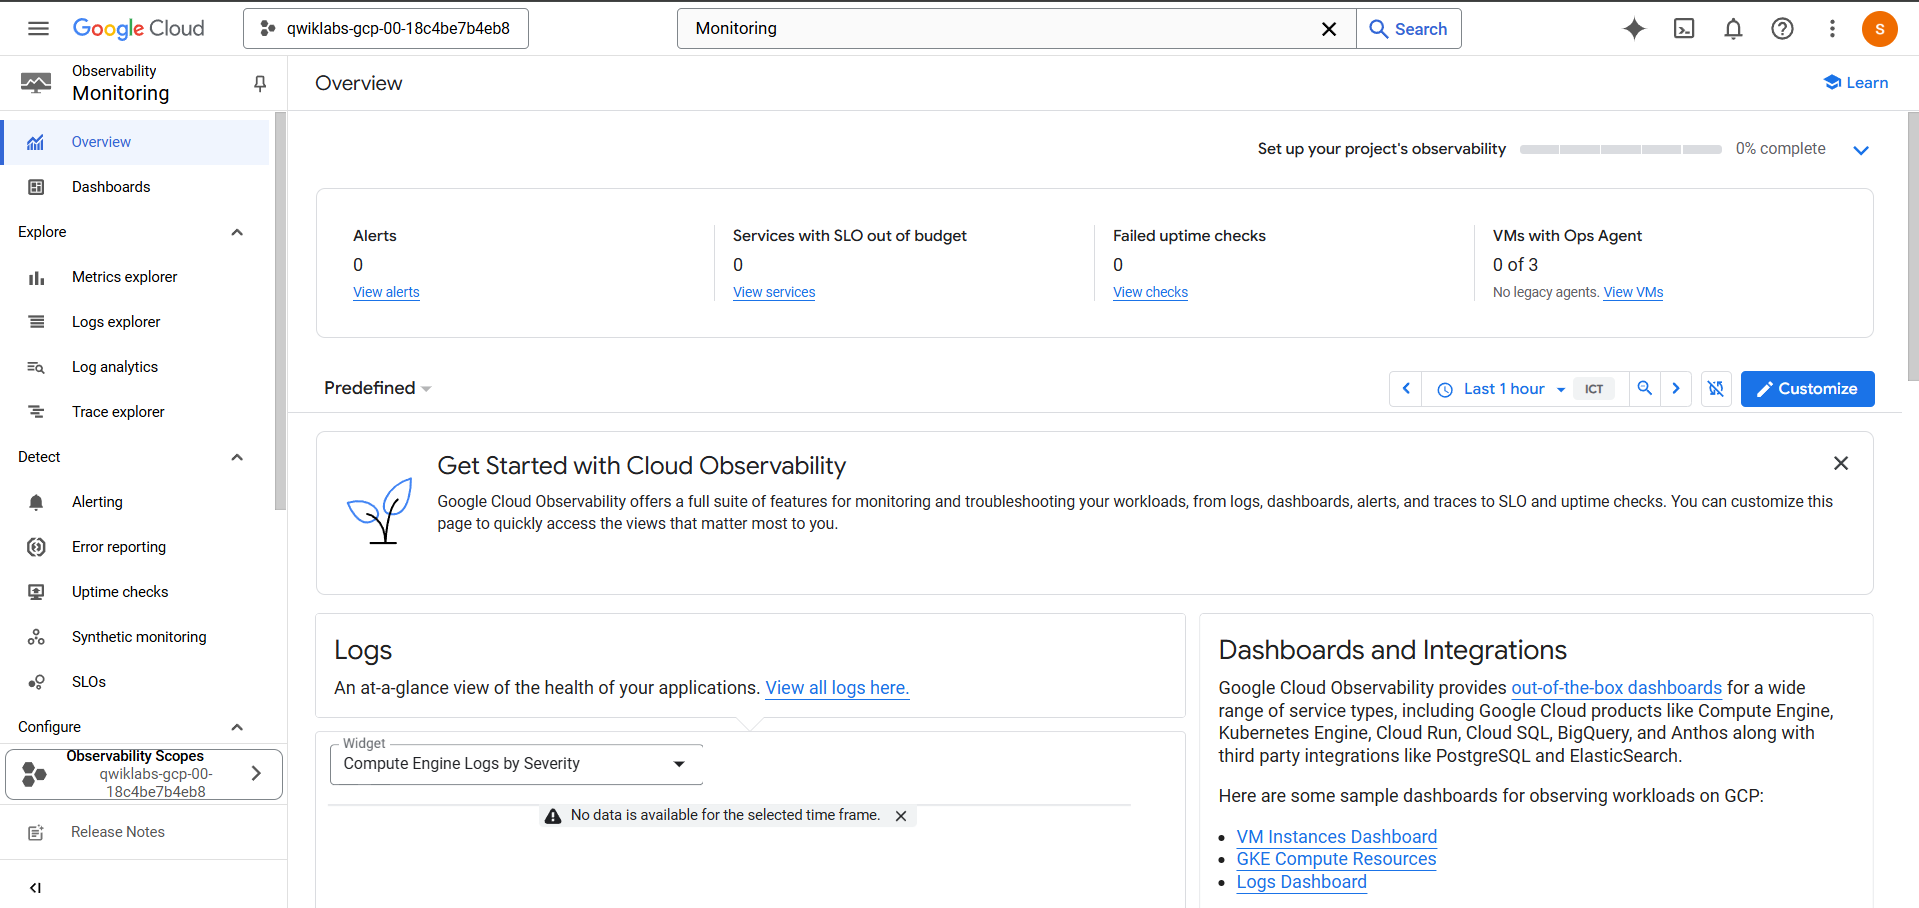 Google Cloud
qwiklabs-gcp-00-18c4be7b4eb8
Monitoring
Search
S
Observability
Monitoring
Overview
Learn
Overview
Dashboards
Explore
Metrics explorer
Logs explorer
Log analytics
Trace explorer
Detect
Alerting
Error reporting
Uptime checks
Synthetic monitoring
SLOs
Configure
Observability Scopes
qwiklabs-gcp-00-
18c4be7b4eb8
Release Notes
Set up your project's observability
0% complete
Alerts
0
View alerts
Services with SLO out of budget
0
View services
Failed uptime checks
0
View checks
VMs with Ops Agent
0 of 3
No legacy agents. View VMs
Predefined
Last 1 hour
ICT
Customize
Get Started with Cloud Observability
Google Cloud Observability offers a full suite of features for monitoring and troubleshooting your workloads, from logs, dashboards, alerts, and traces to SLO and uptime checks. You can customize this
page to quickly access the views that matter most to you.
Logs
An at-a-glance view of the health of your applications. View all logs here.
Widget
Compute Engine Logs by Severity
No data is available for the selected time frame.
Dashboards and Integrations
Google Cloud Observability provides out-of-the-box dashboards for a wide
range of service types, including Google Cloud products like Compute Engine,
Kubernetes Engine, Cloud Run, Cloud SQL, BigQuery, and Anthos along with
third party integrations like PostgreSQL and ElasticSearch.
Here are some sample dashboards for observing workloads on GCP:
VM Instances Dashboard
GKE Compute Resources
Logs Dashboard